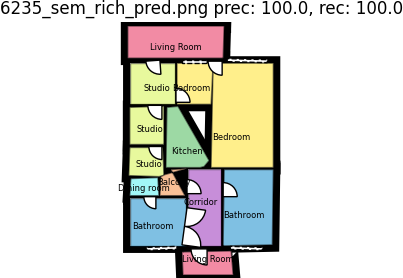 6235_sem_rich_pred.png prec: 100.0, rec: 100.0
Living Room
Studio
Bedroom
Studio
Bedroom
Kitchen
Studio
Dining room
Balcony
Corridor
Bathroom
Bathroom
Living Room